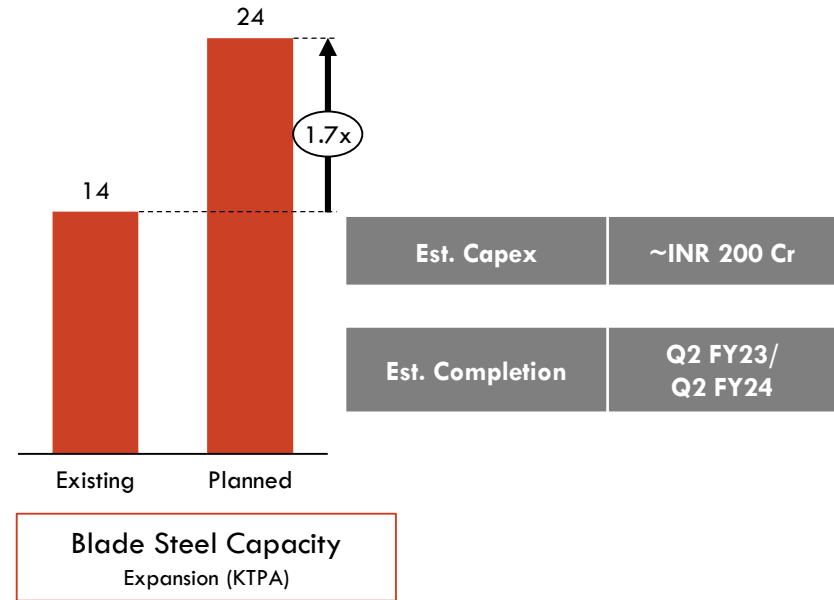 24
1.7x
14
Est. Capex
~INR 200 Cr
Est. Completion
Q2 FY23/
Q2 FY24
Existing
Planned
Blade Steel Capacity
Expansion (KTPA)